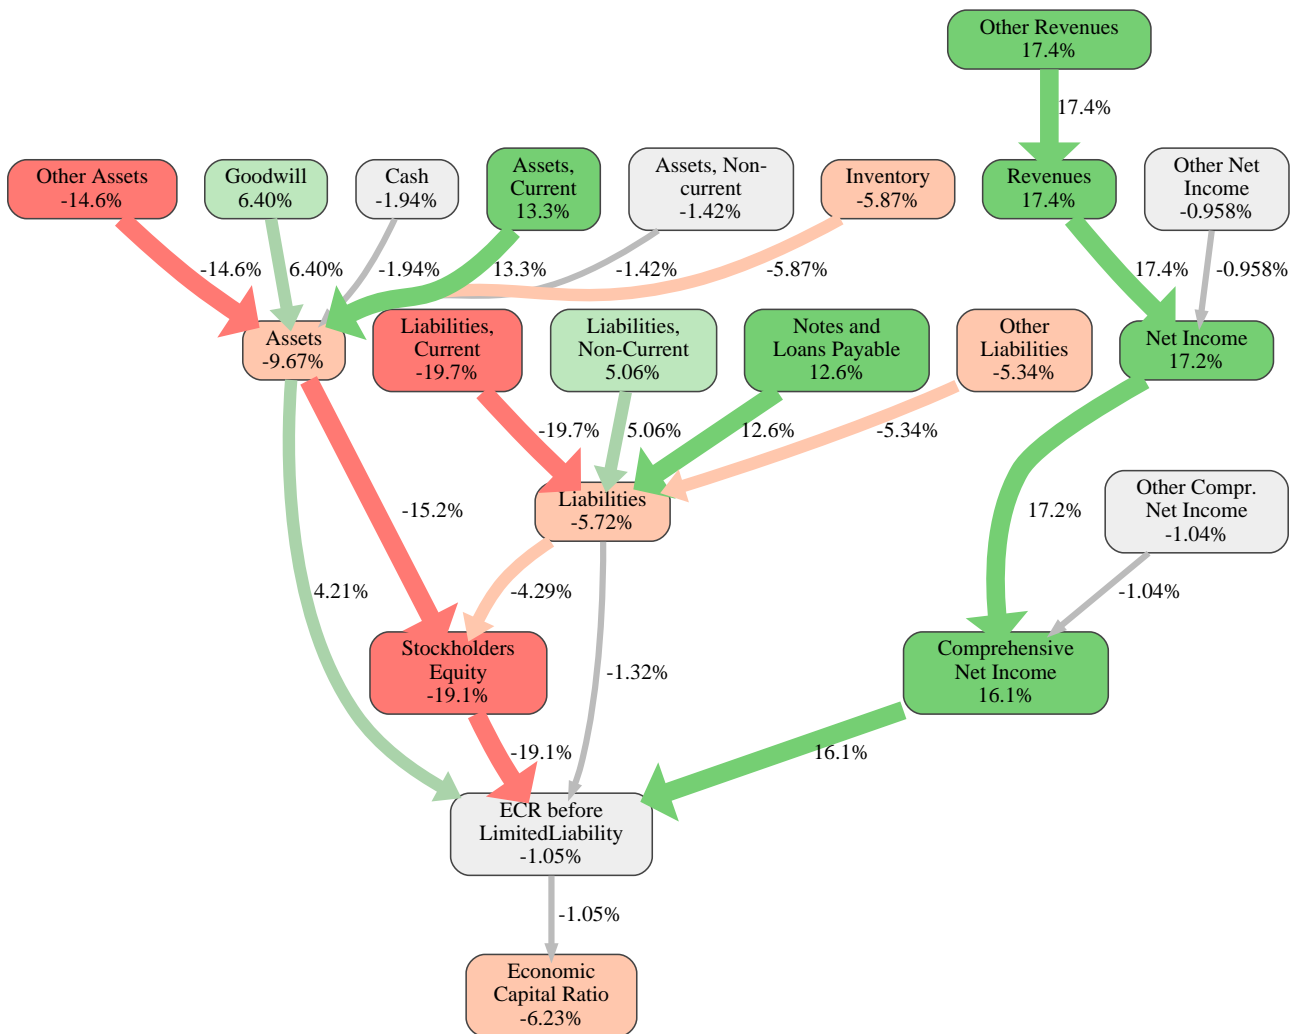 Other Revenues
17.4%
17.4%
Other Assets
-14.6%
Goodwill
6.40%
Cash
-1.94%
Assets,
Current
13.3%
Assets, Non-
current
-1.42%
Inventory
-5.87%
Revenues
17.4%
Other Net
Income
-0.958%
-14.6%
6.40%
-1.94%
13.3%
-1.42%
-5.87%
17.4%
-0.958%
Assets
-9.67%
Liabilities,
Current
-19.7%
Liabilities,
Non-Current
5.06%
Notes and
Loans Payable
12.6%
Other
Liabilities
-5.34%
Net Income
17.2%
-19.7%
5.06%
12.6%
-5.34%
Liabilities
-5.72%
-15.2%
17.2%
Other Compr.
Net Income
-1.04%
4.21%
-4.29%
-1.04%
Stockholders
Equity
-19.1%
-1.32%
Comprehensive
Net Income
16.1%
-19.1%
16.1%
ECR before
LimitedLiability
-1.05%
-1.05%
Economic
Capital Ratio
-6.23%